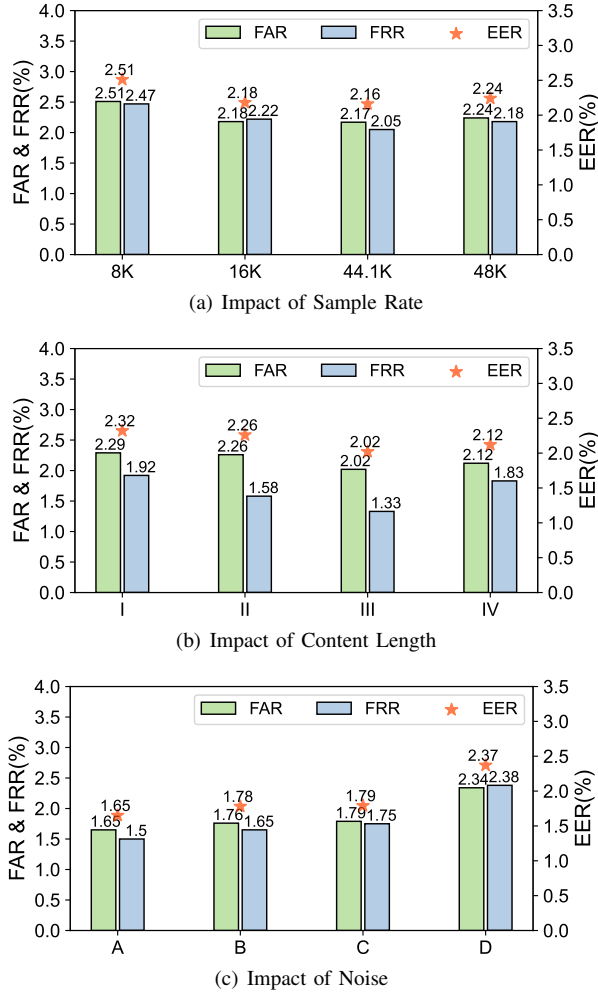 FAR FRR EER
FAR & FRR(%)
EER(%)
4.0 3.5 3.0 2.5 2.0 1.5 1.0 0.5 0.0
3.5 3.0 2.5 2.0 1.5 1.0 0.5 0.0
2.51 2.18 2.16 2.24
2.51 2.47 2.18 2.22 2.17 2.05 2.24 2.18
8K 16K 44.1K 48K
(a) Impact of Sample Rate
FAR FRR EER
FAR & FRR(%)
EER(%)
4.0 3.5 3.0 2.5 2.0 1.5 1.0 0.5 0.0
3.5 3.0 2.5 2.0 1.5 1.0 0.5 0.0
2.32 2.26 2.02 2.12
2.29 1.92 2.26 1.58 2.02 1.33 2.12 1.83
I II III IV
(b) Impact of Content Length
FAR FRR EER
FAR & FRR(%)
EER(%)
4.0 3.5 3.0 2.5 2.0 1.5 1.0 0.5 0.0
3.5 3.0 2.5 2.0 1.5 1.0 0.5 0.0
1.65 1.78 1.79 2.37
1.65 1.5 1.76 1.65 1.79 1.75 2.34 2.38
A B C D
(c) Impact of Noise